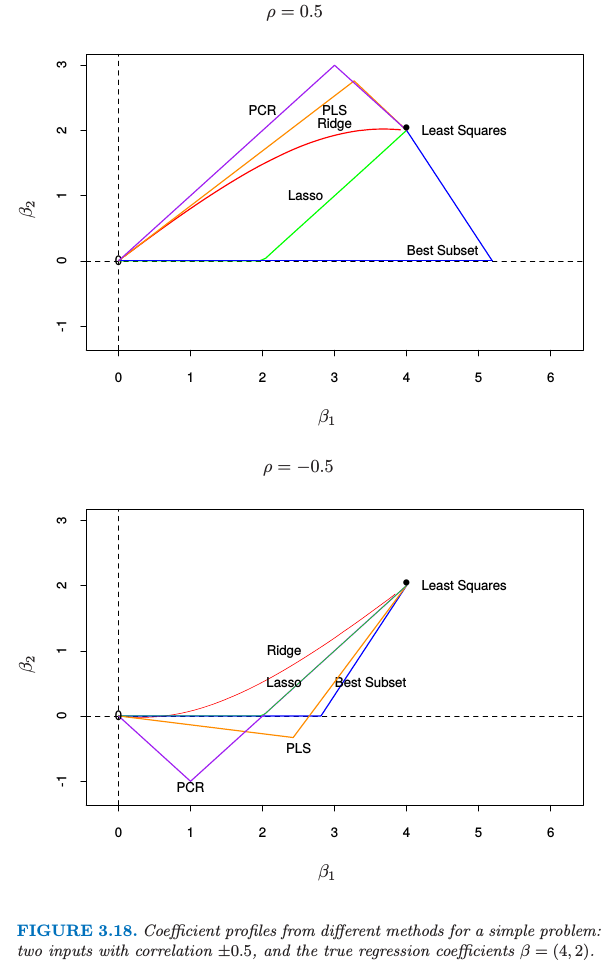 ρ = 0.5
3
2
1
0
-1
PCR
PLS
Ridge
Lasso
Least Squares
Best Subset
0
β₂
0 1 2 3 4 5 6
β₁
ρ = −0.5
3
2
1
0
-1
Least Squares
Ridge
Lasso
Best Subset
PLS
PCR
0
β₂
0 1 2 3 4 5 6
β₁
FIGURE 3.18. Coefficient profiles from different methods for a simple problem:
two inputs with correlation ±0.5, and the true regression coefficients β = (4, 2).